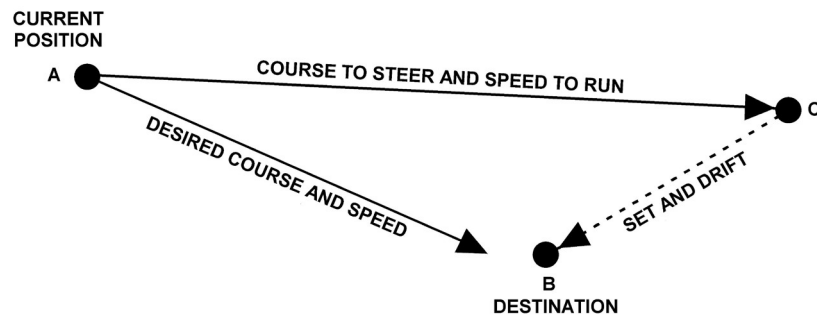 CURRENT
POSITION
A
COURSE TO STEER AND SPEED TO RUN
C
DESIRED COURSE AND SPEED
SET AND DRIFT
B
DESTINATION